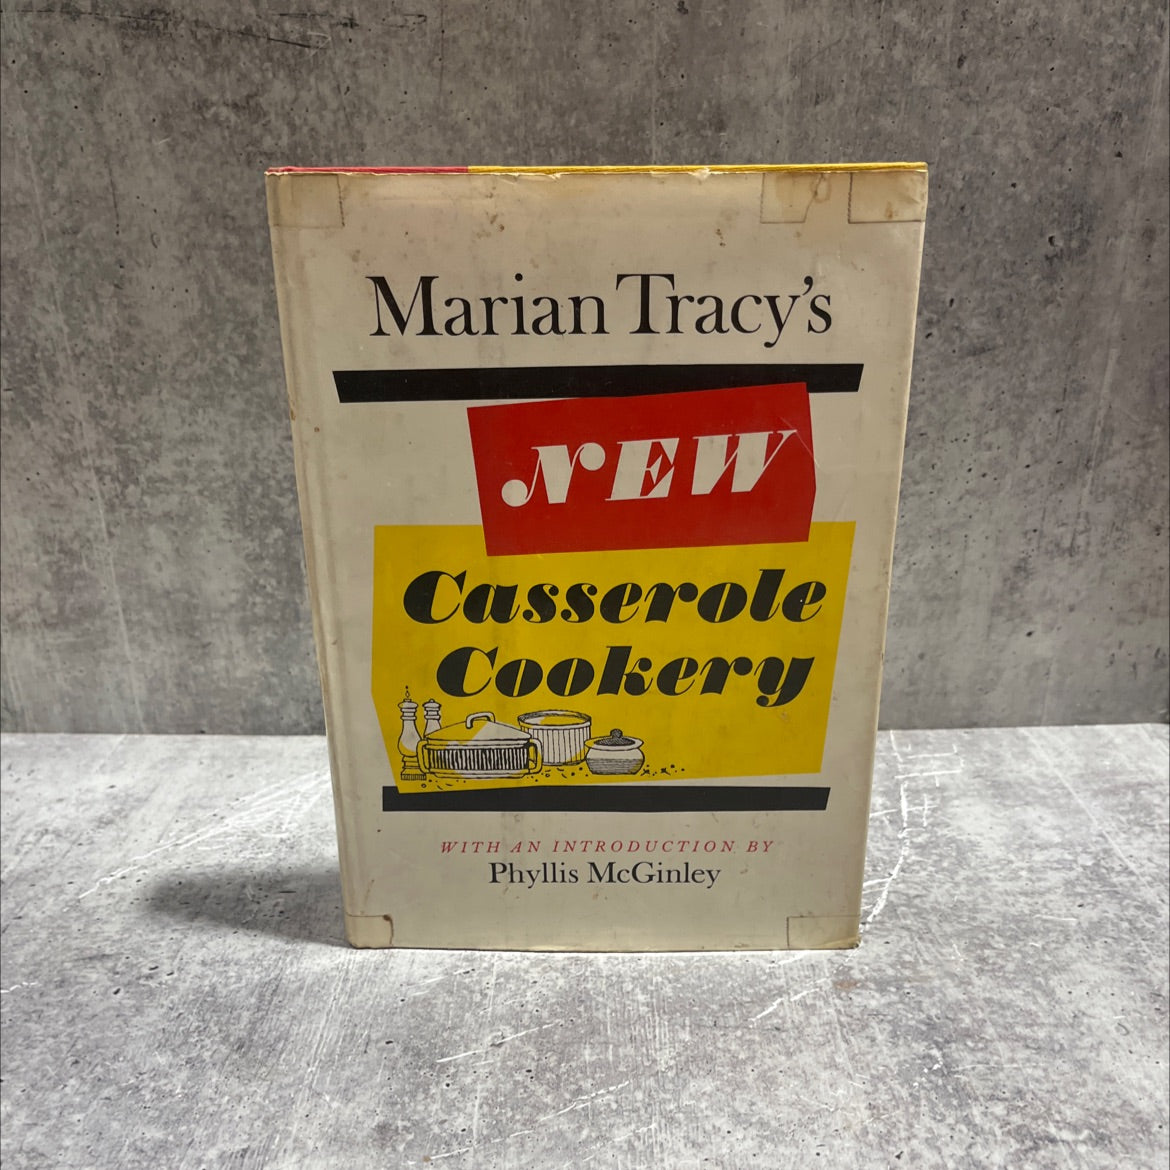 Marian Tracy's
NEW
Casserole
Cookery
WITH AN INTRODUCTION BY
Phyllis McGinley